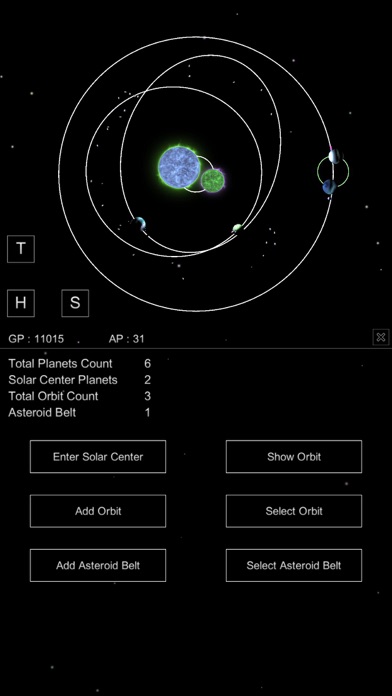 T
H S
GP : 11015 AP : 31
Total Planets Count 6
Solar Center Planets 2
Total Orbit Count 3
Asteroid Belt 1
Enter Solar Center Show Orbit
Add Orbit Select Orbit
Add Asteroid Belt Select Asteroid Belt